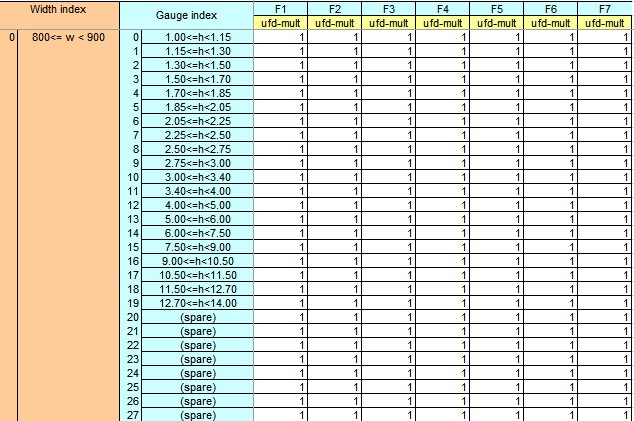 Width index Gauge index F1 F2 F3 F4 F5 F6 F7
ufd-mult ufd-mult ufd-mult ufd-mult ufd-mult ufd-mult ufd-mult
0 800<= w < 900 0 1.00<=h<1.15 1 1 1 1 1 1 1
1 1.15<=h<1.30 1 1 1 1 1 1 1
2 1.30<=h<1.50 1 1 1 1 1 1 1
3 1.50<=h<1.70 1 1 1 1 1 1 1
4 1.70<=h<1.85 1 1 1 1 1 1 1
5 1.85<=h<2.05 1 1 1 1 1 1 1
6 2.05<=h<2.25 1 1 1 1 1 1 1
7 2.25<=h<2.50 1 1 1 1 1 1 1
8 2.50<=h<2.75 1 1 1 1 1 1 1
9 2.75<=h<3.00 1 1 1 1 1 1 1
10 3.00<=h<3.40 1 1 1 1 1 1 1
11 3.40<=h<4.00 1 1 1 1 1 1 1
12 4.00<=h<5.00 1 1 1 1 1 1 1
13 5.00<=h<6.00 1 1 1 1 1 1 1
14 6.00<=h<7.50 1 1 1 1 1 1 1
15 7.50<=h<9.00 1 1 1 1 1 1 1
16 9.00<=h<10.50 1 1 1 1 1 1 1
17 10.50<=h<11.50 1 1 1 1 1 1 1
18 11.50<=h<12.70 1 1 1 1 1 1 1
19 12.70<=h<14.00 1 1 1 1 1 1 1
20 (spare) 1 1 1 1 1 1 1
21 (spare) 1 1 1 1 1 1 1
22 (spare) 1 1 1 1 1 1 1
23 (spare) 1 1 1 1 1 1 1
24 (spare) 1 1 1 1 1 1 1
25 (spare) 1 1 1 1 1 1 1
26 (spare) 1 1 1 1 1 1 1
27 (spare) 1 1 1 1 1 1 1